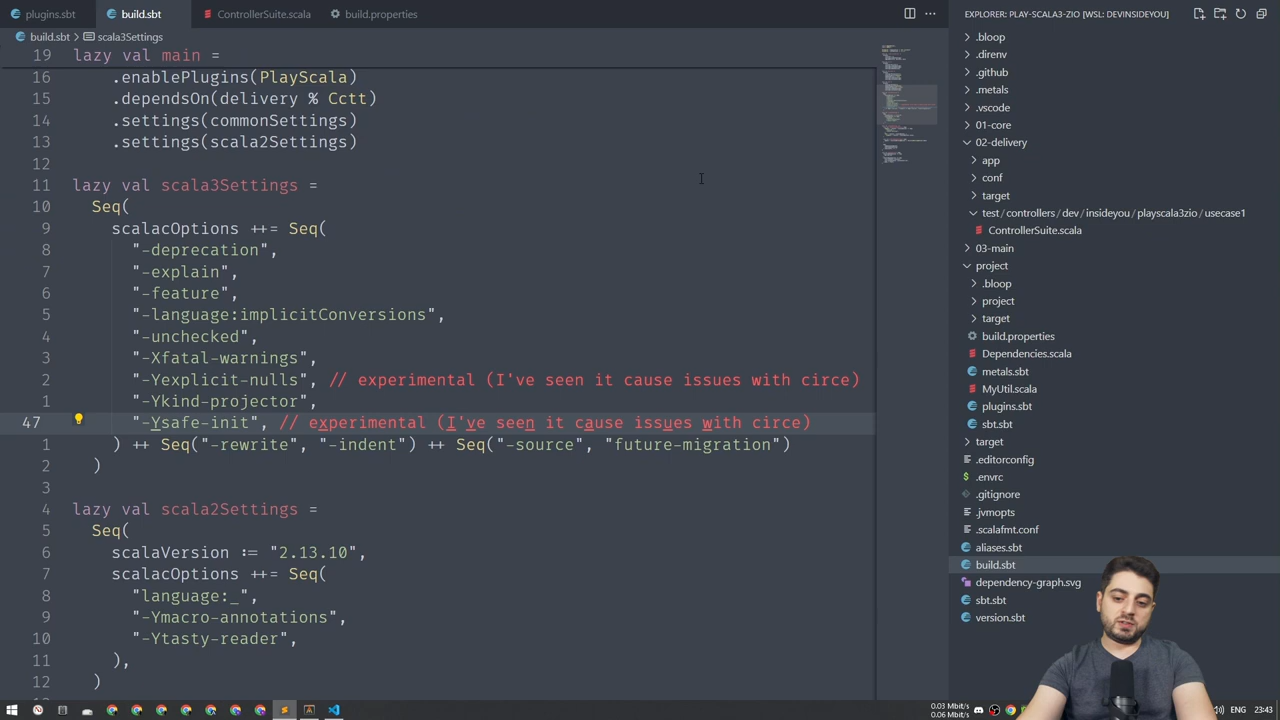 plugins.sbt
build.sbt
ControllerSuite.scala
build.properties
build.sbt > scala3Settings
19 lazy val main =
16 .enablePlugins(PlayScala)
15 .dependsOn(delivery % Cctt)
14 .settings(commonSettings)
13 .settings(scala2Settings)
12
11 lazy val scala3Settings =
10 Seq(
9 scalacOptions ++= Seq(
8 "-deprecation",
7 "-explain",
6 "-feature",
5 "-language:implicitConversions",
4 "-unchecked",
3 "-Xfatal-warnings",
2 "-Yexplicit-nulls", // experimental (I've seen it cause issues with circe)
1 "-Ykind-projector",
47 "-Ysafe-init", // experimental (I've seen it cause issues with circe)
1 ) ++ Seq("-rewrite", "-indent") ++ Seq("-source", "future-migration")
2 )
3
4 lazy val scala2Settings =
5 Seq(
6 scalaVersion := "2.13.10",
7 scalacOptions ++= Seq(
8 "language:_",
9 "-Ymacro-annotations",
10 "-Ytasty-reader",
11 ),
12 )
EXPLORER: PLAY-SCALA3-ZIO [WSL: DEVINSIDEYOU]
.bloop
.direnv
.github
.metals
.vscode
01-core
02-delivery
app
conf
target
test/controllers/dev/insideyou/playscala3zio/usecase1
ControllerSuite.scala
03-main
project
.bloop
project
target
build.properties
Dependencies.scala
metals.sbt
MyUtil.scala
plugins.sbt
sbt.sbt
target
.editorconfig
.envrc
.gitignore
.jvmopts
.scalafmt.conf
aliases.sbt
build.sbt
dependency-graph.svg
sbt.sbt
version.sbt
0.03 Mbit/s
0.06 Mbit/s
ENG
23:43